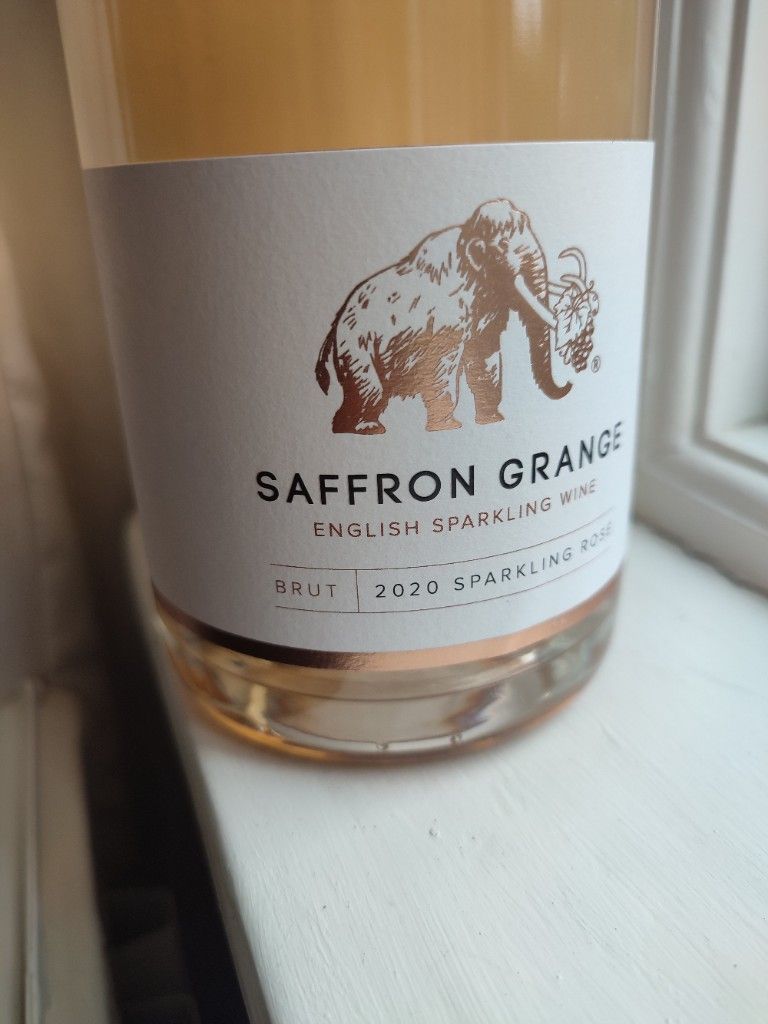 ®
SAFFRON GRANGE
ENGLISH SPARKLING WINE
BRUT | 2020 SPARKLING ROSÉ